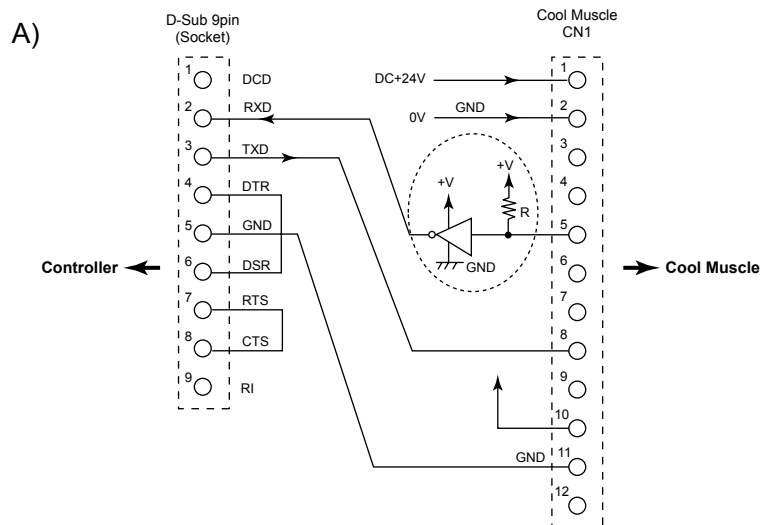 A)
D-Sub 9pin
(Socket)
Cool Muscle
CN1
1
DCD
2
RXD
3
TXD
4
DTR
5
GND
6
DSR
7
RTS
8
CTS
9
RI
Controller
DC+24V
0V
GND
+V
+V
R
GND
GND
1
2
3
4
5
6
7
8
9
10
11
12
Cool Muscle